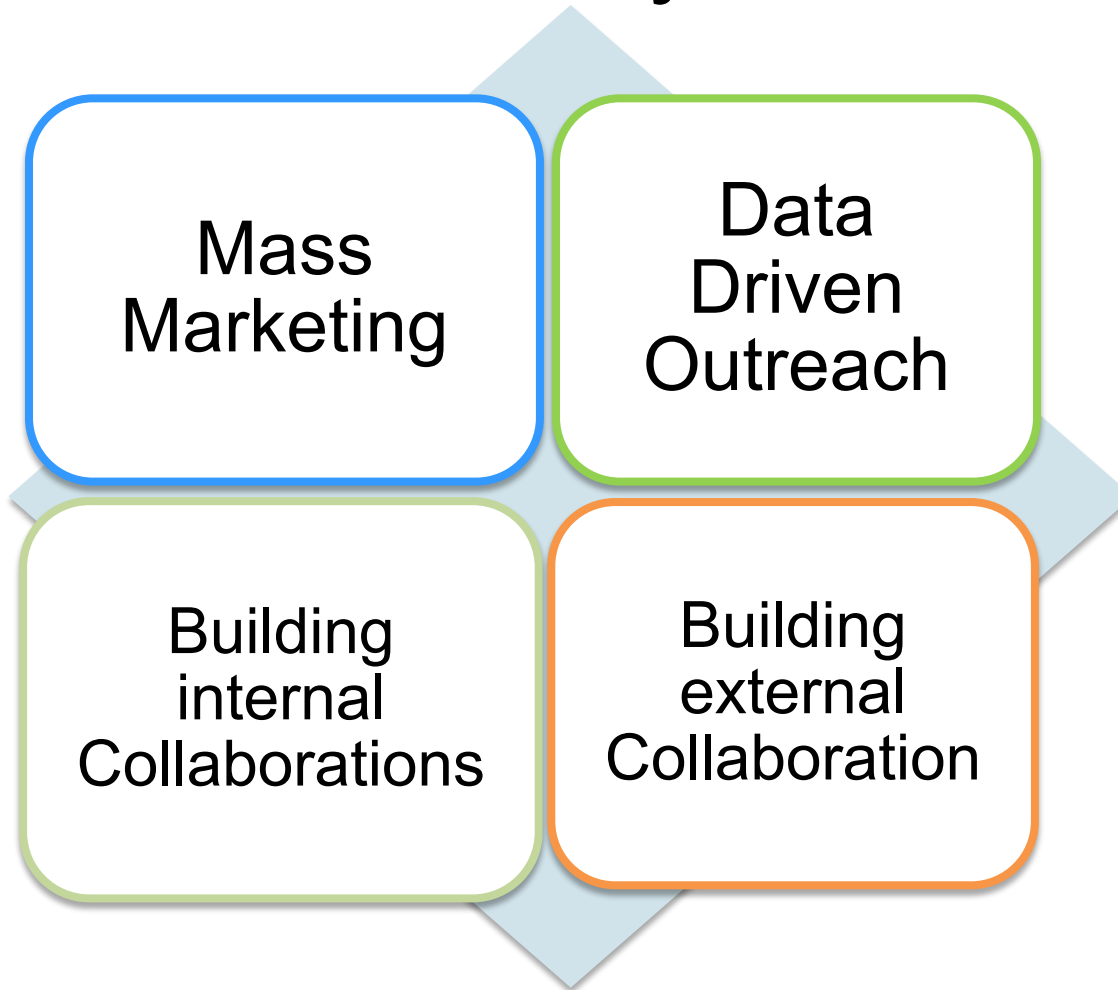 Mass
Marketing
Data
Driven
Outreach
Building
internal
Collaborations
Building
external
Collaboration